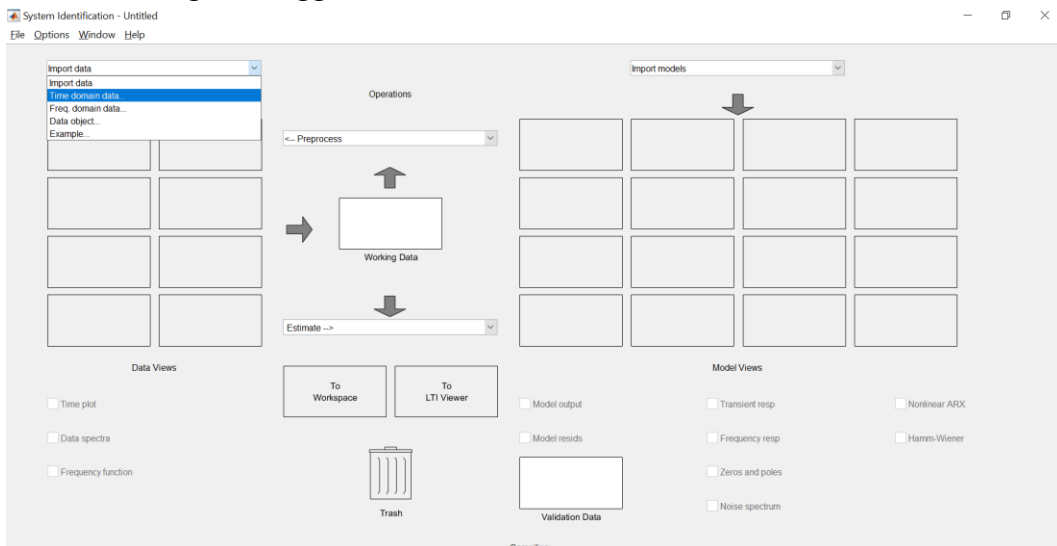 System Identification - Untitled
File Options Window Help
Import data
Import data
Time domain data...
Freq. domain data...
Data object...
Example...
Operations
<-- Preprocess
Working Data
Estimate -->
Import models
Data Views
Time plot
Data spectra
Frequency function
To
Workspace
To
LTI Viewer
Trash
Model Views
Model output
Transient resp
Nonlinear ARX
Model resids
Frequency resp
Hamm-Wiener
Zeros and poles
Noise spectrum
Validation Data